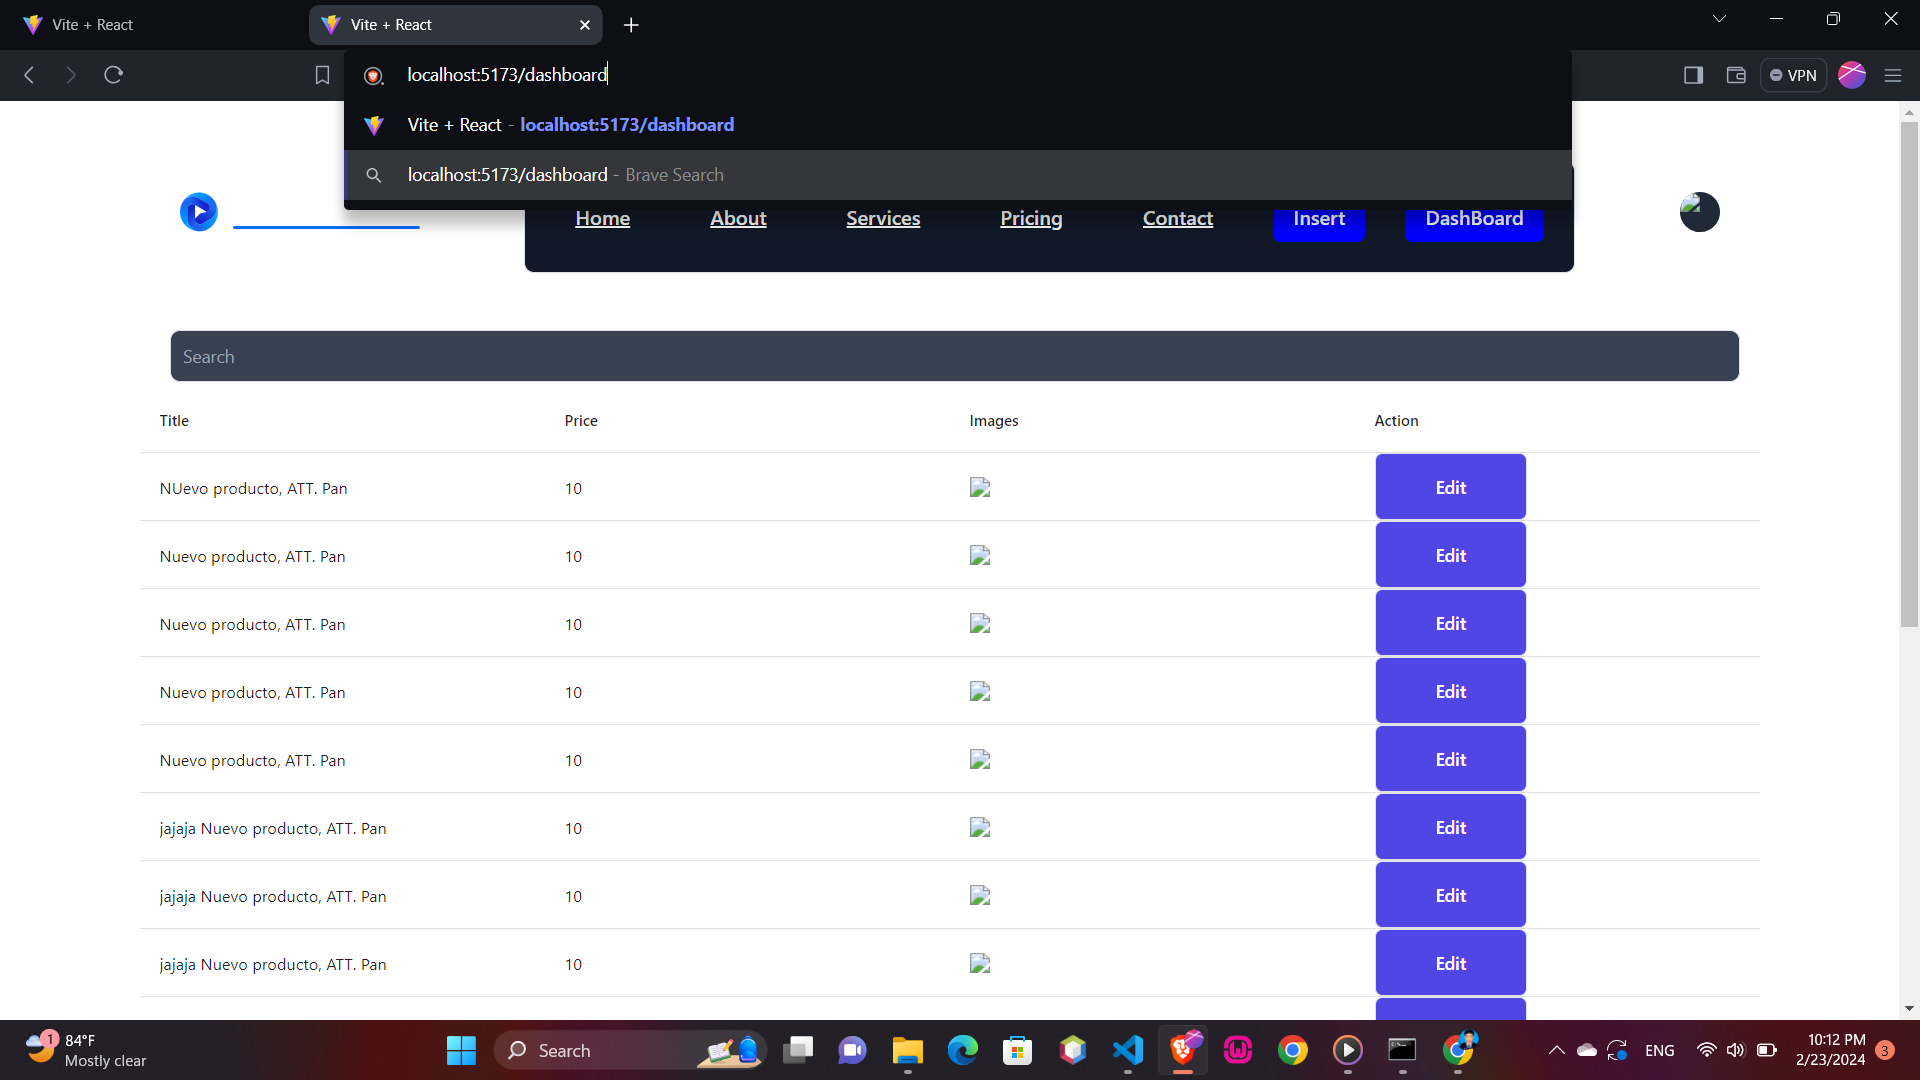 Vite + React
Vite + React
localhost:5173/dashboard
VPN
Vite + React - localhost:5173/dashboard
localhost:5173/dashboard - Brave Search
Home About Services Pricing Contact Insert DashBoard
Search
Title Price Images Action
NUevo producto, ATT. Pan 10 Edit
Nuevo producto, ATT. Pan 10 Edit
Nuevo producto, ATT. Pan 10 Edit
Nuevo producto, ATT. Pan 10 Edit
Nuevo producto, ATT. Pan 10 Edit
jajaja Nuevo producto, ATT. Pan 10 Edit
jajaja Nuevo producto, ATT. Pan 10 Edit
jajaja Nuevo producto, ATT. Pan 10 Edit
1
84°F
Mostly clear
Search
ENG
10:12 PM
2/23/2024
3